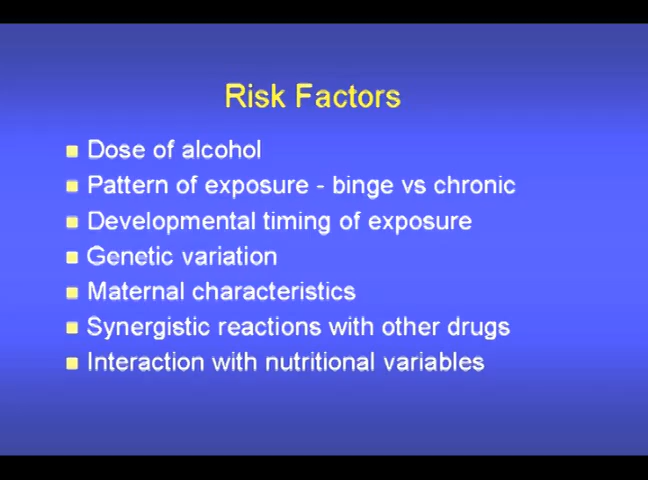 Risk Factors
Dose of alcohol
Pattern of exposure - binge vs chronic
Developmental timing of exposure
Genetic variation
Maternal characteristics
Synergistic reactions with other drugs
Interaction with nutritional variables